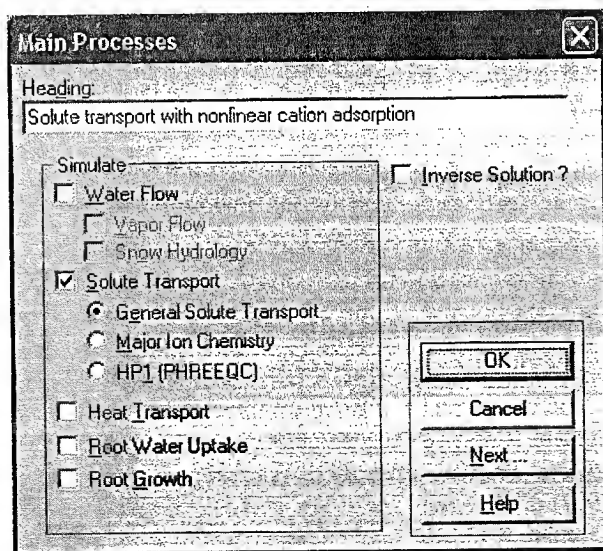 Main Processes
Heading:
Solute transport with nonlinear cation adsorption
Simulate
Inverse Solution ?
Water Flow
Vapor Flow
Snow Hydrology
Solute Transport
General Solute Transport
Major Ion Chemistry
HP1 (PHREEQC)
Heat Transport
Root Water Uptake
Root Growth
OK
Cancel
Next ...
Help